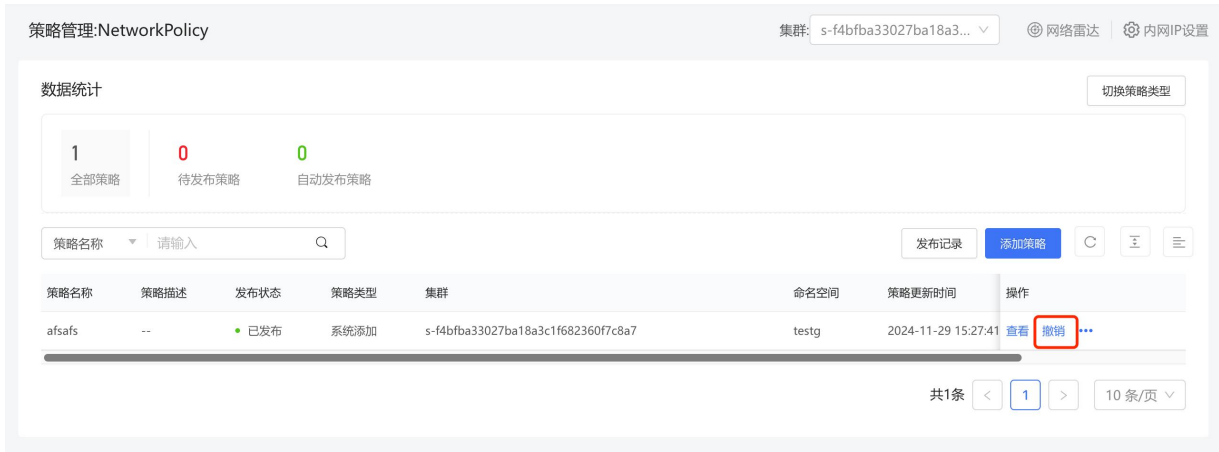 策略管理:NetworkPolicy 集群: s-f4bfba33027ba18a3... 网络雷达 内网IP设置
数据统计 切换策略类型
1 0 0
全部策略 待发布策略 自动发布策略
策略名称 请输入 发布记录 添加策略
策略名称 策略描述 发布状态 策略类型 集群 命名空间 策略更新时间 操作
afsafs -- 已发布 系统添加 s-f4bfba33027ba18a3c1f682360f7c8a7 testg 2024-11-29 15:27:41 查看 撤销 •••
共1条 < 1 > 10 条/页